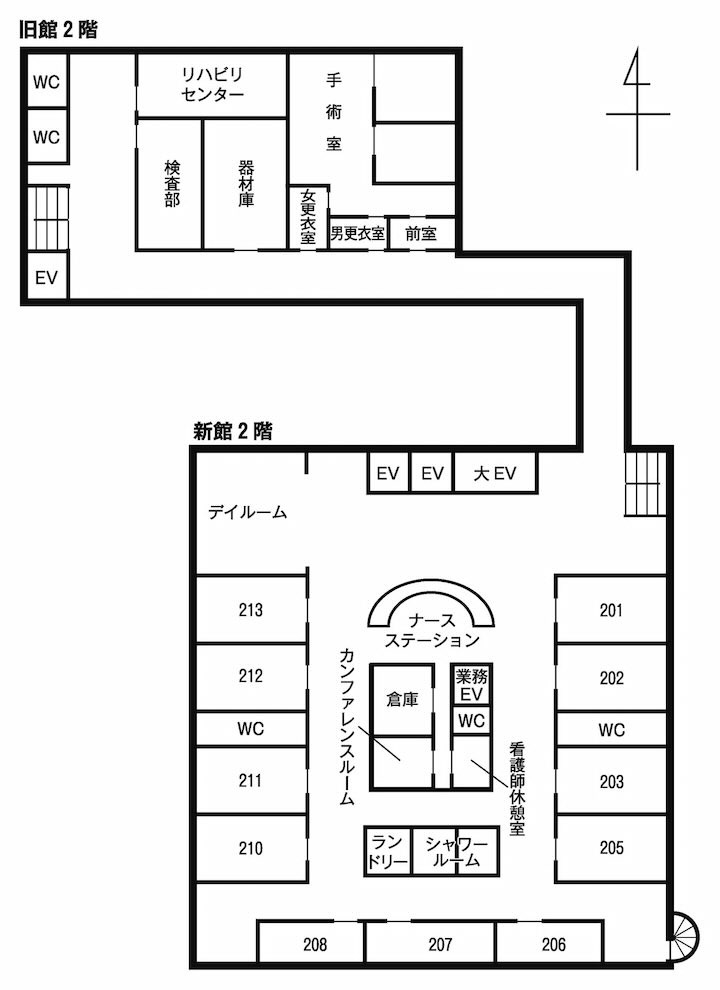 旧館2階
WC
リハビリ
センター
手術室
WC
検査部
器材庫
女更衣室
男更衣室
前室
EV
新館2階
EV
EV
大EV
デイルーム
213
ナース
ステーション
201
212
カンファレンスルーム
倉庫
業務
EV
202
WC
WC
WC
211
看護師休憩室
203
210
ラン
ドリー
シャワー
ルーム
205
208
207
206